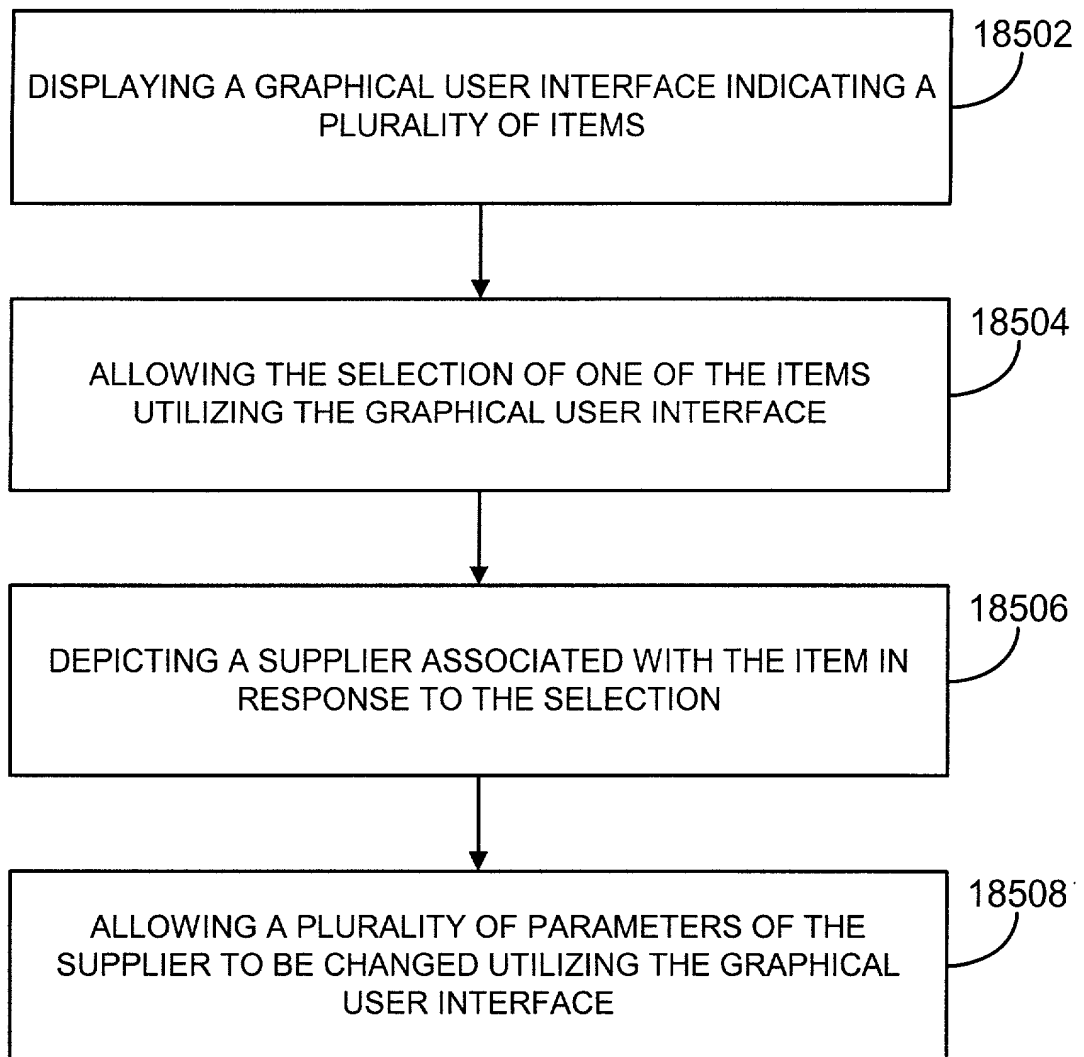 18502
DISPLAYING A GRAPHICAL USER INTERFACE INDICATING A
PLURALITY OF ITEMS
18504
ALLOWING THE SELECTION OF ONE OF THE ITEMS
UTILIZING THE GRAPHICAL USER INTERFACE
18506
DEPICTING A SUPPLIER ASSOCIATED WITH THE ITEM IN
RESPONSE TO THE SELECTION
18508
ALLOWING A PLURALITY OF PARAMETERS OF THE
SUPPLIER TO BE CHANGED UTILIZING THE GRAPHICAL
USER INTERFACE